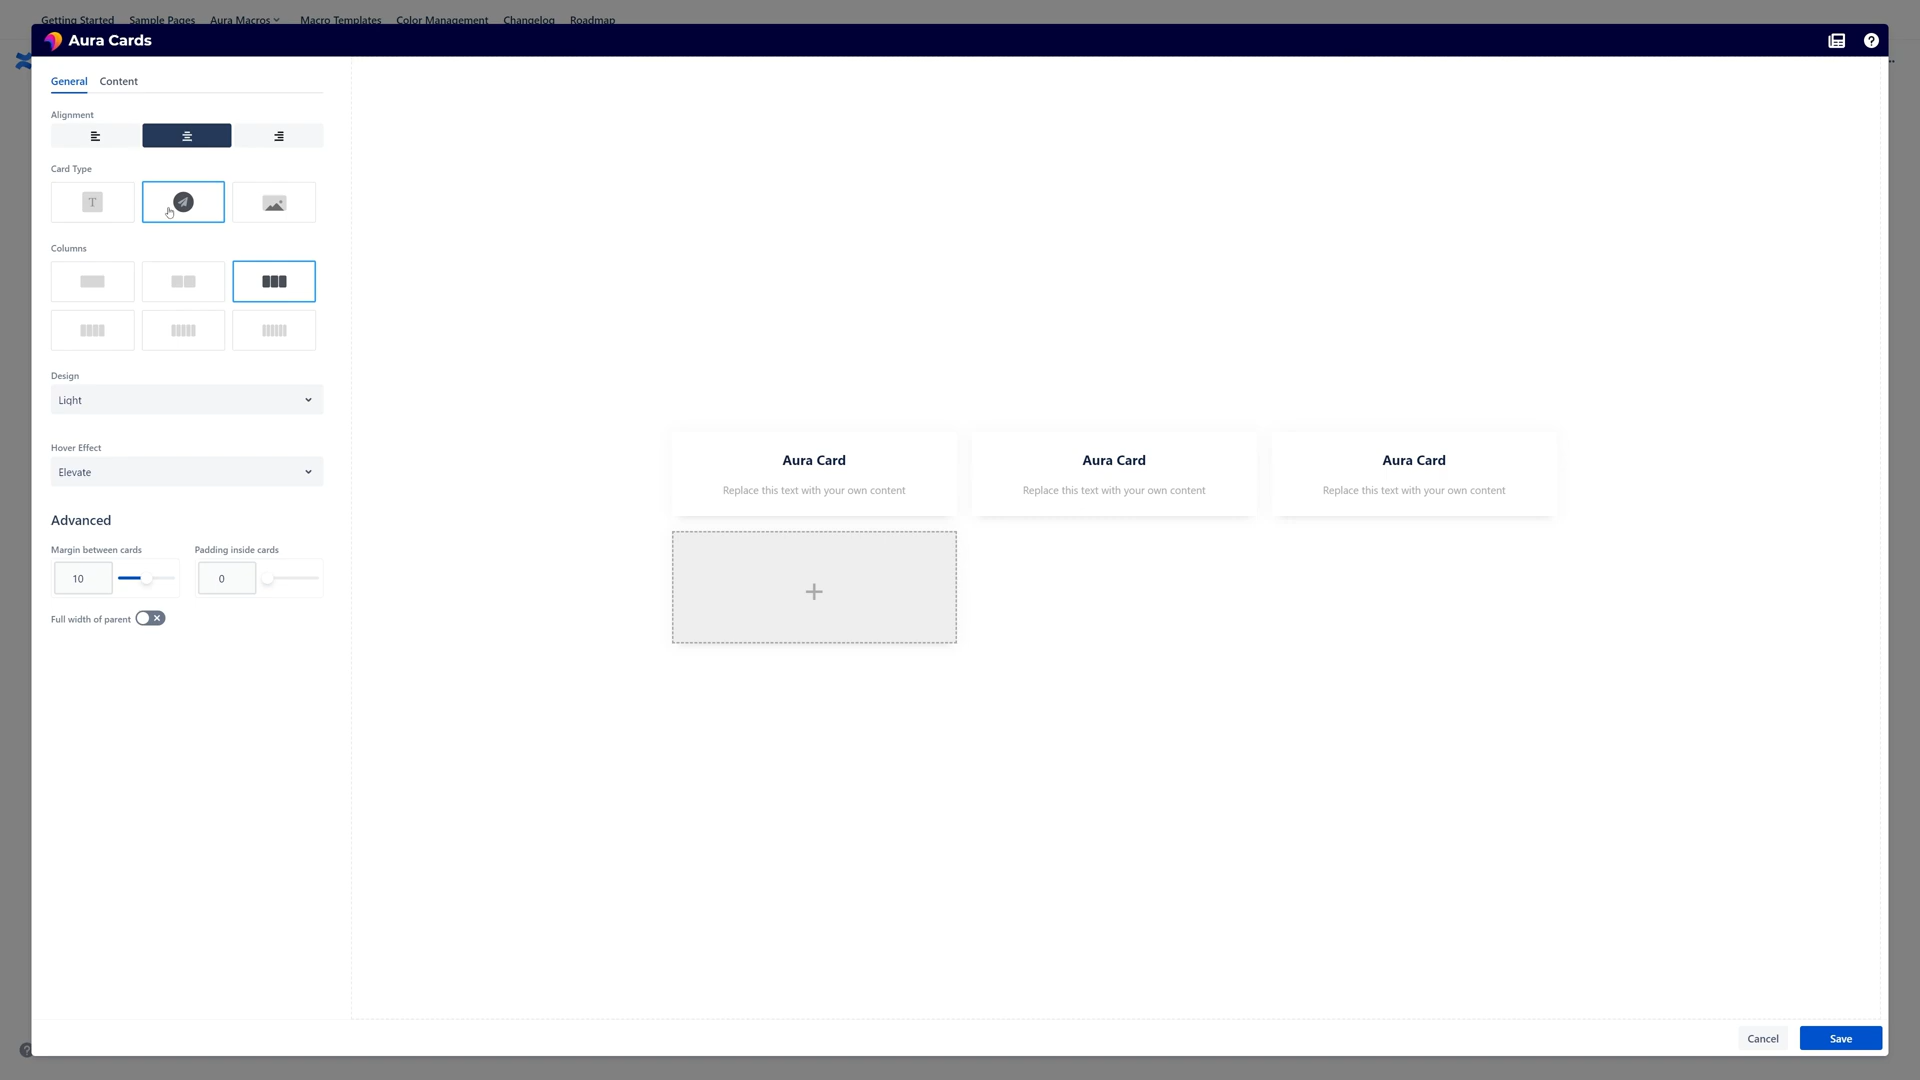 Getting Started Sample Pages Aura Macros Macro Templates Color Management Changelog Roadmap
Aura Cards
General Content
Alignment
Card Type
T
Columns
Design
Light
Hover Effect
Elevate
Advanced
Margin between cards Padding inside cards
10 0
Full width of parent
Aura Card Aura Card Aura Card
Replace this text with your own content Replace this text with your own content Replace this text with your own content
+
Cancel Save